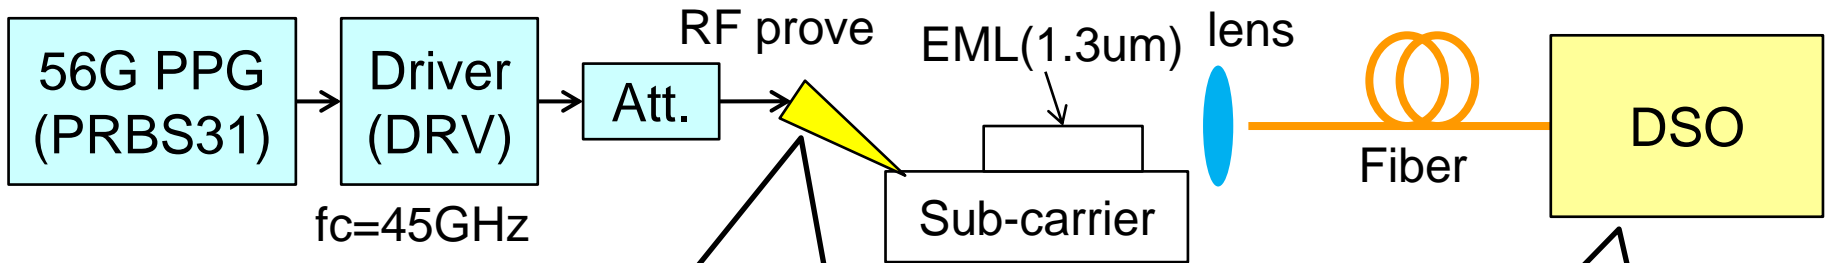 56G PPG
(PRBS31)
Driver
(DRV)
fc=45GHz
Att.
RF prove
EML(1.3um)
Sub-carrier
lens
Fiber
DSO